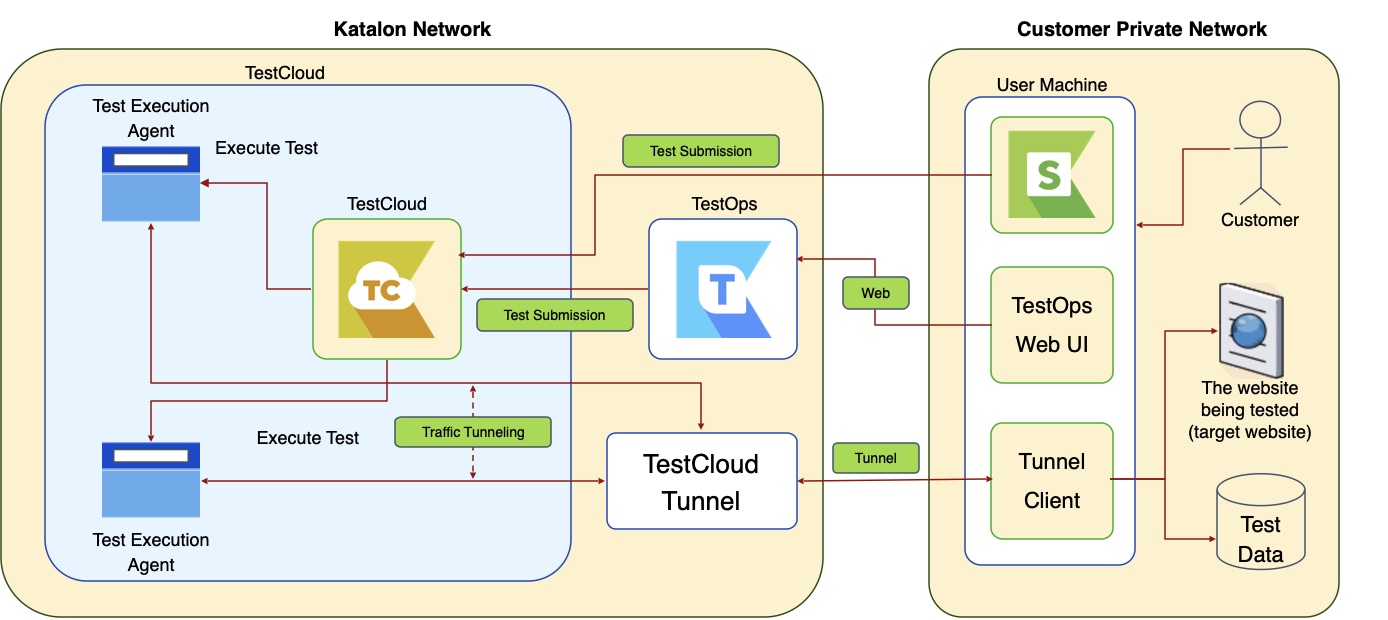 Katalon Network
Customer Private Network
TestCloud
User Machine
Test Execution
Agent
Execute Test
Test Submission
S
TestCloud
TestOps
Customer
TC
T
Test Submission
Web
TestOps
Web UI
The website
being tested
(target website)
Execute Test
Traffic Tunneling
TestCloud
Tunnel
Tunnel
Tunnel
Client
Test
Data
Test Execution
Agent